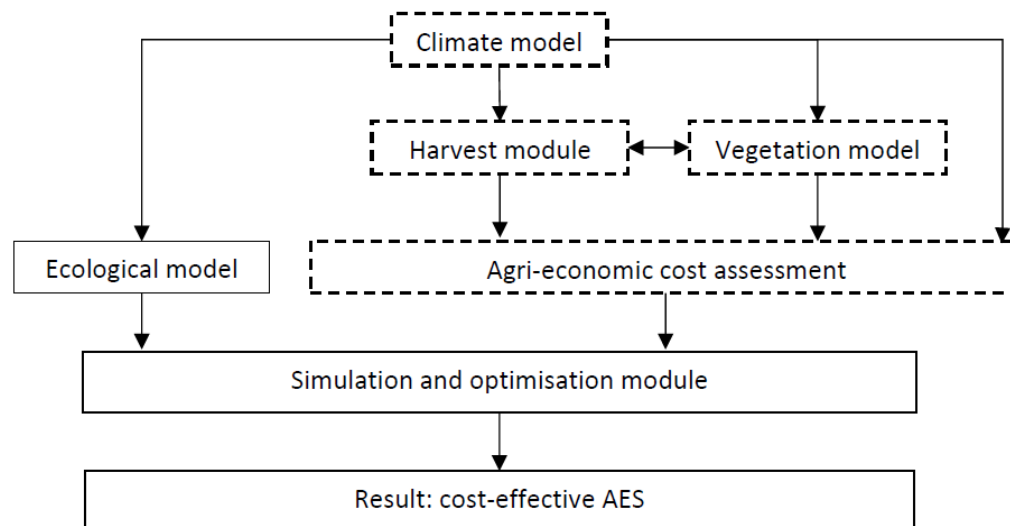 Climate model
Harvest module
Vegetation model
Ecological model
Agri-economic cost assessment
Simulation and optimisation module
Result: cost-effective AES